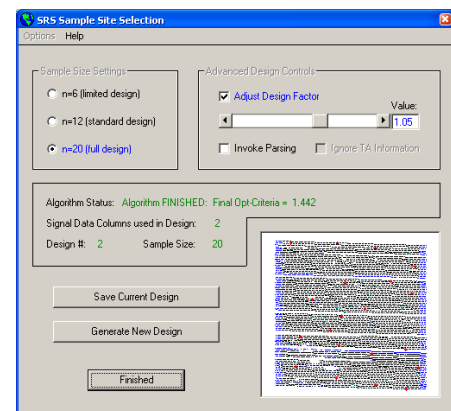 SRS Sample Site Selection
Options Help
Sample Size Settings
n=6 (limited design)
n=12 (standard design)
n=20 (full design)
Advanced Design Controls
Adjust Design Factor
Value:
1.05
Invoke Parsing
Ignore TA Information
Algorithm Status: Algorithm FINISHED: Final Opt-Criteria = 1.442
Signal Data Columns used in Design: 2
Design #: 2 Sample Size: 20
Save Current Design
Generate New Design
Finished